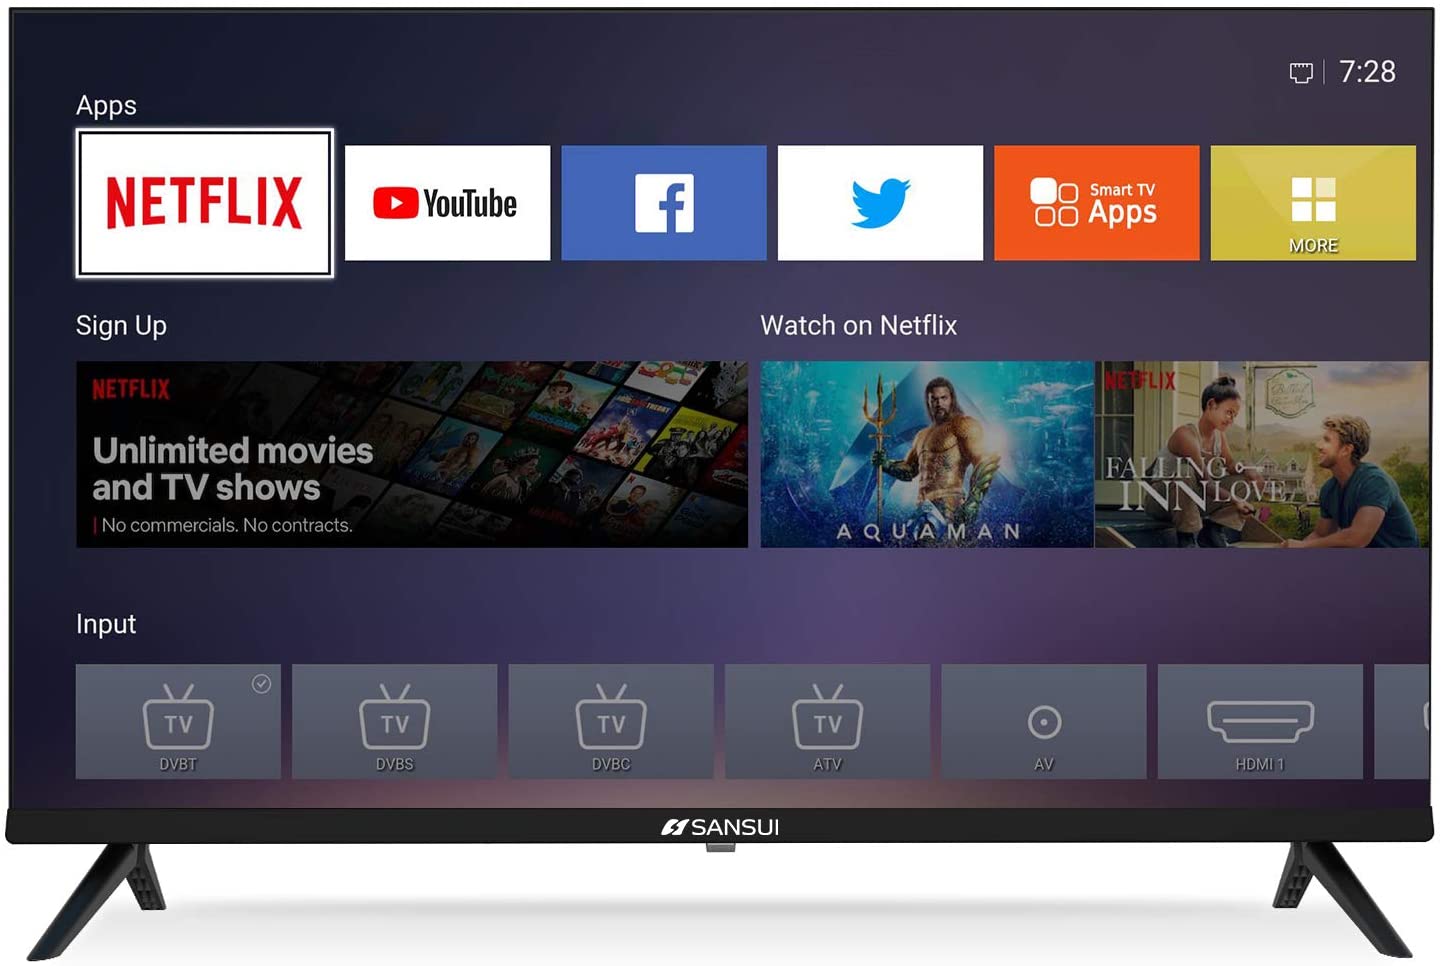 7:28
Apps
NETFLIX
YouTube
Smart TV
Apps
MORE
Sign Up
Watch on Netflix
NETFLIX
Unlimited movies
and TV shows
No commercials. No contracts.
AQUAMAN
NETFLIX
FALLING
INN LOVE
Input
TV
DVBT
TV
DVBS
TV
DVBC
TV
ATV
AV
HDMI 1
SANSUI